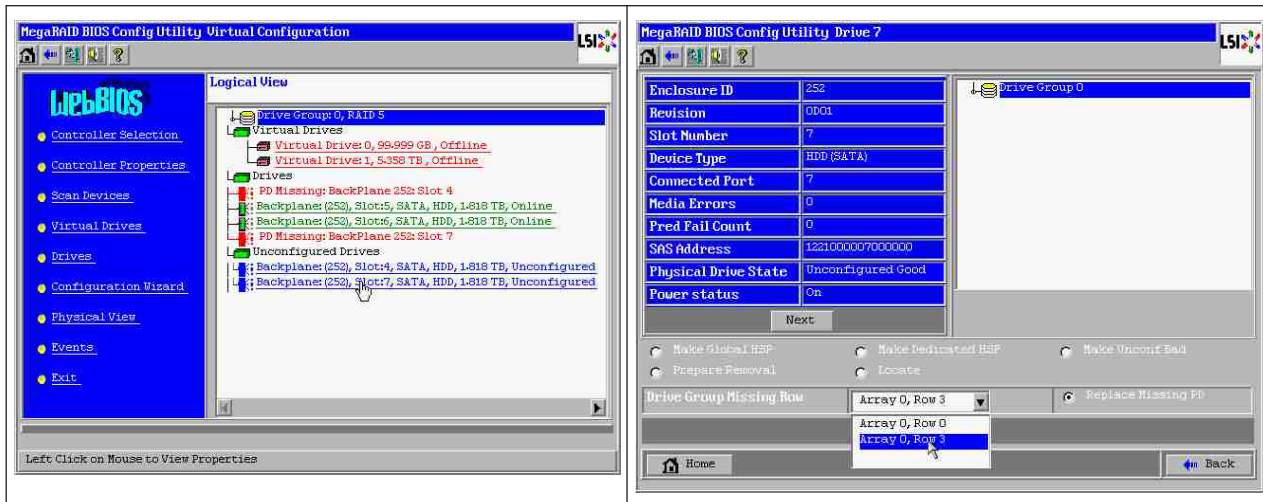 MegaRAID BIOS Config Utility Virtual Configuration
LSI
WebBIOS
Controller Selection
Controller Properties
Scan Devices
Virtual Drives
Drives
Configuration Wizard
Physical View
Events
Exit
Logical View
Drive Group: 0, RAID 5
Virtual Drives
Virtual Drive: 0, 99.999 GB, Offline
Virtual Drive: 1, 5.358 TB, Offline
Drives
PD Missing: BackPlane 252: Slot 4
Backplane: (252), Slot:5, SATA, HDD, 1.818 TB, Online
Backplane: (252), Slot:6, SATA, HDD, 1.818 TB, Online
PD Missing: BackPlane 252: Slot 7
Unconfigured Drives
Backplane: (252), Slot:4, SATA, HDD, 1.818 TB, Unconfigured
Backplane: (252), Slot:7, SATA, HDD, 1.818 TB, Unconfigured
Left Click on Mouse to View Properties
MegaRAID BIOS Config Utility Drive 7
LSI
Enclosure ID 252
Revision 0D01
Slot Number 7
Device Type HDD (SATA)
Connected Port 7
Media Errors 0
Pred Fail Count 0
SAS Address 1221000007000000
Physical Drive State Unconfigured Good
Power status On
Next
Drive Group 0
Make Global HSP Make Dedicated HSP Make Unconf Bad
Prepare Removal Locate
Drive Group Missing Row Array 0, Row 3 Replace Missing PD
Array 0, Row 0
Array 0, Row 3
Home Back